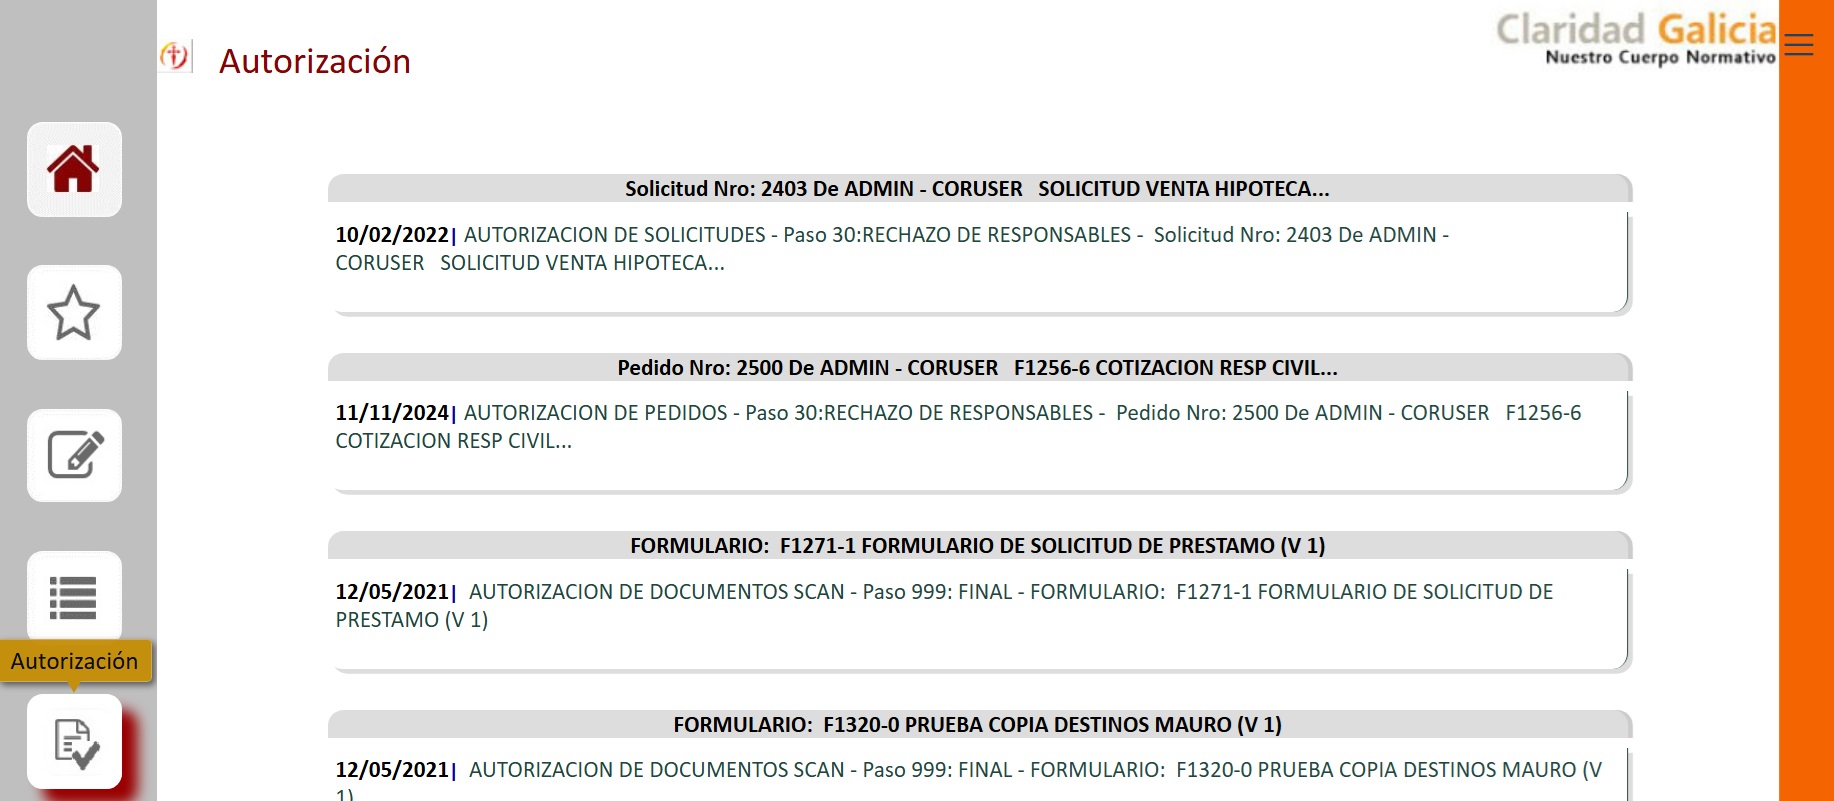 Claridad Galicia
Nuestro Cuerpo Normativo
Autorización
Solicitud Nro: 2403 De ADMIN - CORUSER   SOLICITUD VENTA HIPOTECA...
10/02/2022| AUTORIZACION DE SOLICITUDES - Paso 30:RECHAZO DE RESPONSABLES -  Solicitud Nro: 2403 De ADMIN -
CORUSER   SOLICITUD VENTA HIPOTECA...
Pedido Nro: 2500 De ADMIN - CORUSER   F1256-6 COTIZACION RESP CIVIL...
11/11/2024| AUTORIZACION DE PEDIDOS - Paso 30:RECHAZO DE RESPONSABLES -  Pedido Nro: 2500 De ADMIN - CORUSER   F1256-6
COTIZACION RESP CIVIL...
FORMULARIO:  F1271-1 FORMULARIO DE SOLICITUD DE PRESTAMO (V 1)
12/05/2021|  AUTORIZACION DE DOCUMENTOS SCAN - Paso 999: FINAL - FORMULARIO:  F1271-1 FORMULARIO DE SOLICITUD DE
PRESTAMO (V 1)
Autorización
FORMULARIO:  F1320-0 PRUEBA COPIA DESTINOS MAURO (V 1)
12/05/2021|  AUTORIZACION DE DOCUMENTOS SCAN - Paso 999: FINAL - FORMULARIO:  F1320-0 PRUEBA COPIA DESTINOS MAURO (V
1)